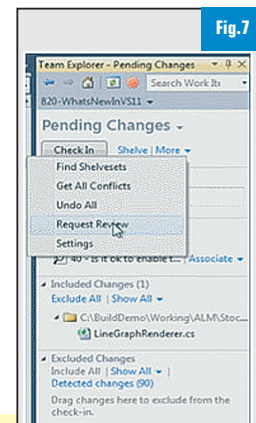 Fig.7
Team Explorer - Pending Changes
Search Work Ite
820-WhatsNewInVS11
Pending Changes
Check In Shelve | More
Find Shelvesets
Get All Conflicts
Undo All
Request Review
Settings
40 - Is it ok to enable t... | Associate
Included Changes (1)
Exclude All | Show All
C:\BuildDemo\Working\ALM\Stoc...
LineGraphRenderer.cs
Excluded Changes
Include All | Show All |
Detected changes (90)
Drag changes here to exclude from the
check-in.